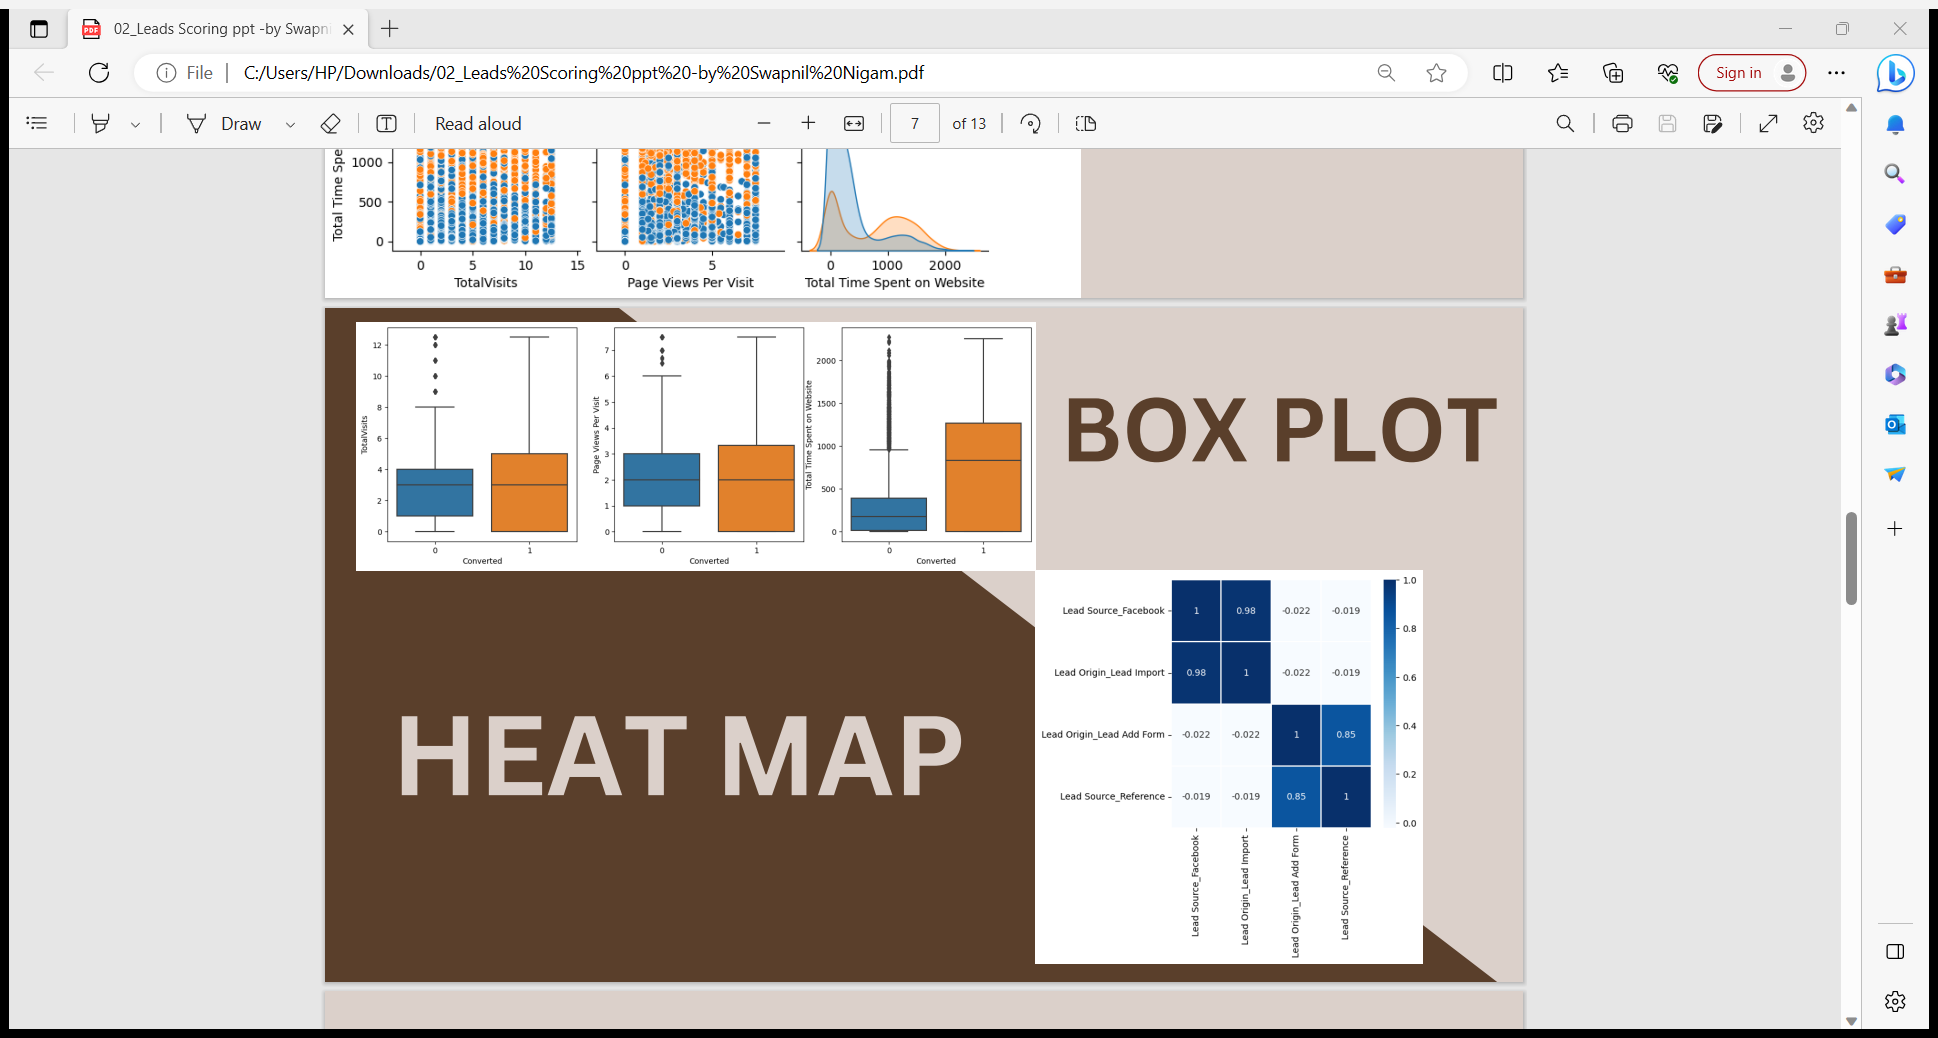 02_Leads Scoring ppt -by Swapni
File
C:/Users/HP/Downloads/02_Leads%20Scoring%20ppt%20-by%20Swapnil%20Nigam.pdf
Sign in
Draw
Read aloud
7 of 13
Total Time Spe
1000
500
0
0 5 10 15
TotalVisits
0 5
Page Views Per Visit
0 1000 2000
Total Time Spent on Website
TotalVisits
12
10
8
6
4
2
0
0 1
Converted
Page Views Per Visit
7
6
5
4
3
2
1
0
0 1
Converted
Total Time Spent on Website
2000
1500
1000
500
0
0 1
Converted
BOX PLOT
HEAT MAP
Lead Source_Facebook 1 0.98 -0.022 -0.019
Lead Origin_Lead Import 0.98 1 -0.022 -0.019
Lead Origin_Lead Add Form -0.022 -0.022 1 0.85
Lead Source_Reference -0.019 -0.019 0.85 1
Lead Source_Facebook
Lead Origin_Lead Import
Lead Origin_Lead Add Form
Lead Source_Reference
1.0
0.8
0.6
0.4
0.2
0.0